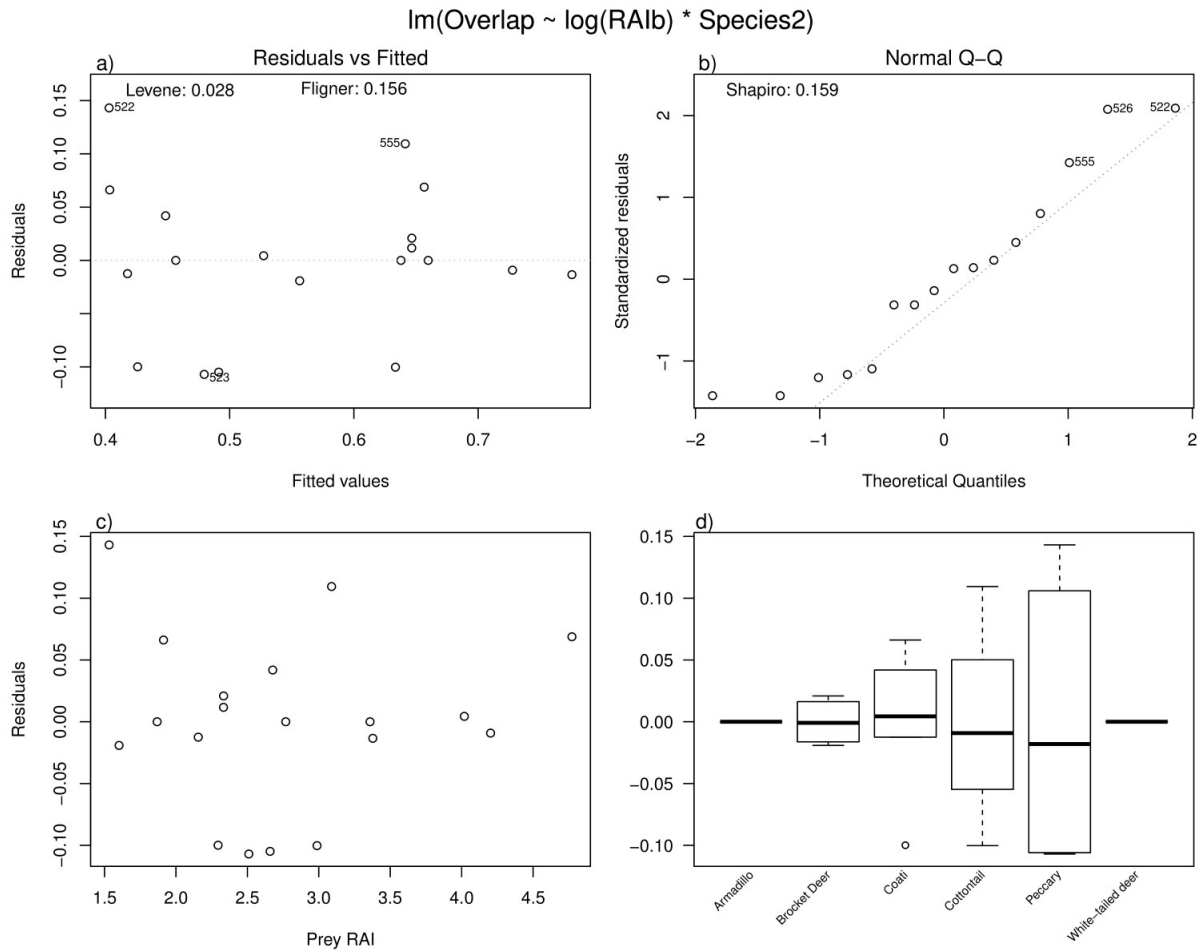 lm(Overlap ~ log(RAIb) * Species2)
a)
Residuals vs Fitted
Levene: 0.028
Fligner: 0.156
522
555
523
Residuals
0.15
0.10
0.05
0.00
−0.10
0.4 0.5 0.6 0.7
Fitted values
b)
Normal Q−Q
Shapiro: 0.159
526
522
555
Standardized residuals
2
1
0
−1
−2 −1 0 1 2
Theoretical Quantiles
c)
Residuals
0.15
0.10
0.05
0.00
−0.05
−0.10
1.5 2.0 2.5 3.0 3.5 4.0 4.5
Prey RAI
d)
0.15
0.10
0.05
0.00
−0.05
−0.10
Armadillo
Brocket Deer
Coati
Cottontail
Peccary
White−tailed deer